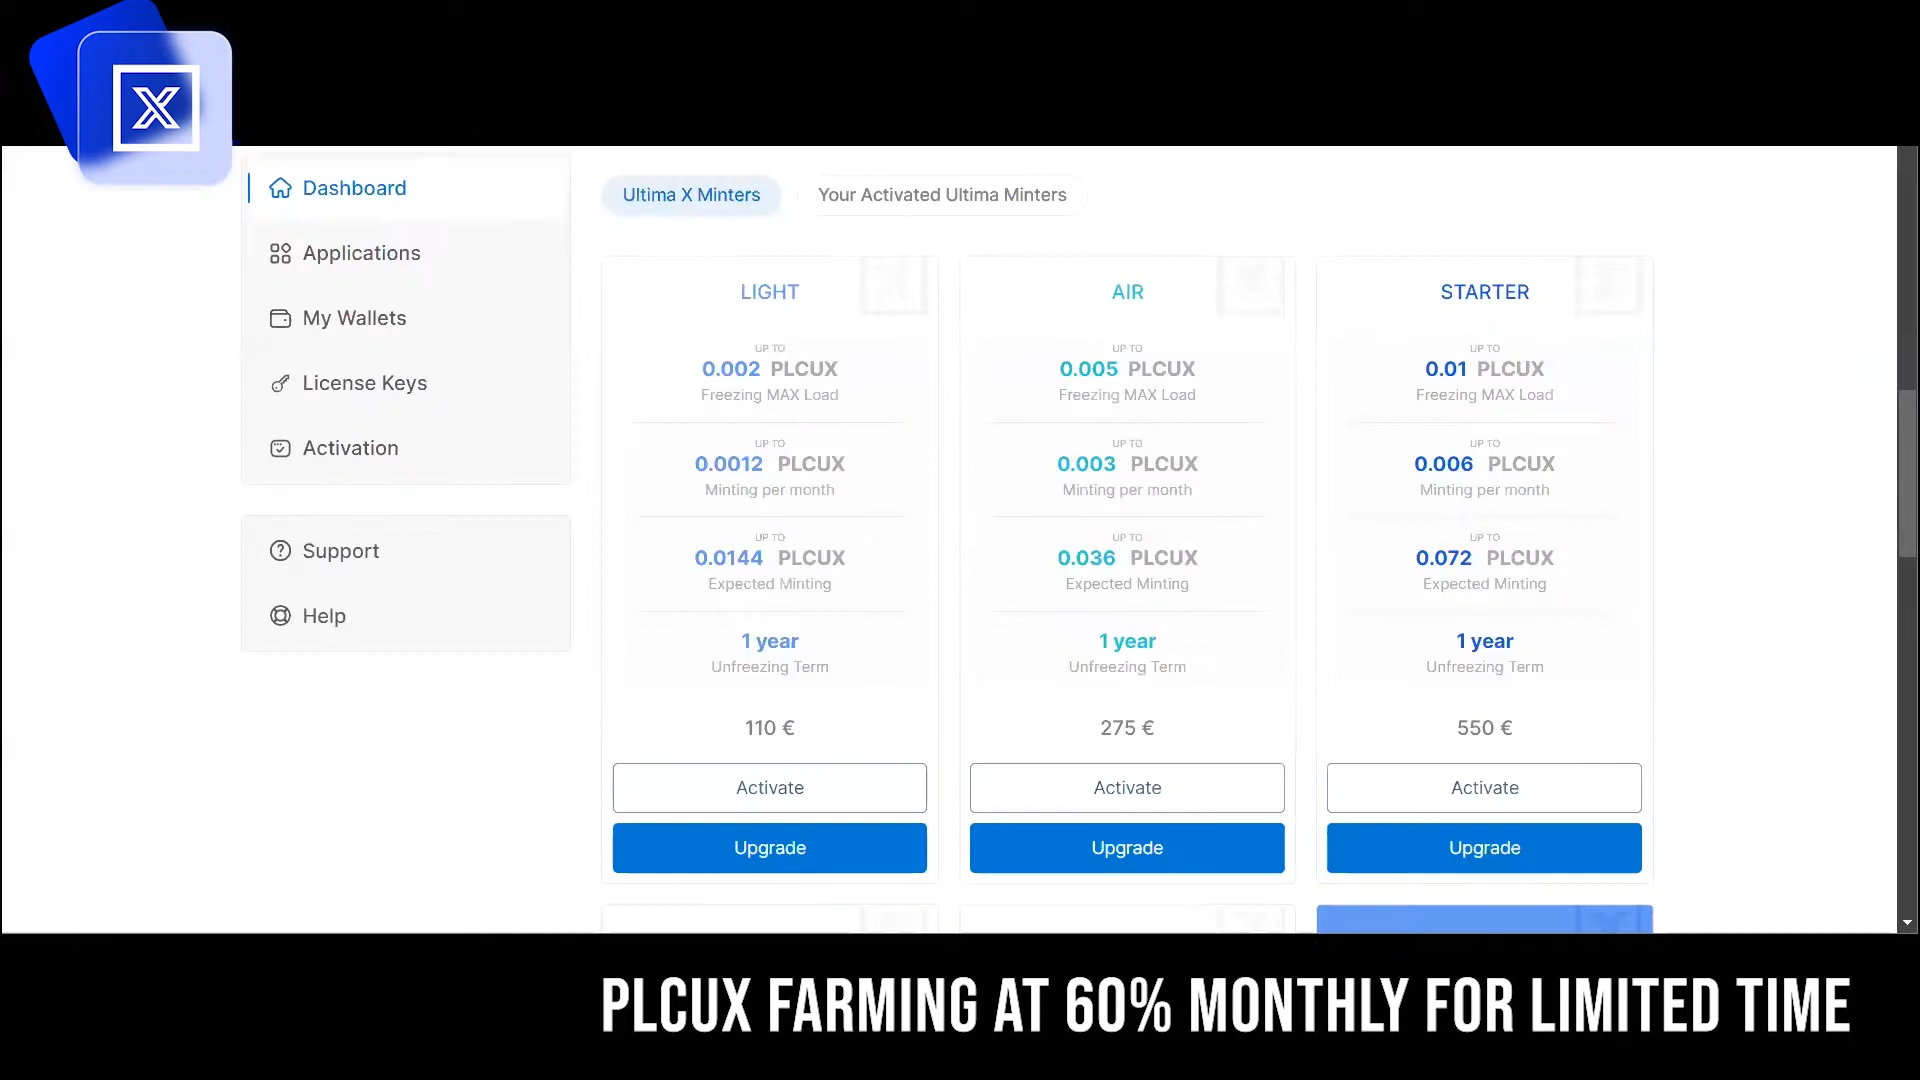 X
Dashboard
Applications
My Wallets
License Keys
Activation
Support
Help
Ultima X Minters
Your Activated Ultima Minters
LIGHT
UP TO
0.002 PLCUX
Freezing MAX Load
UP TO
0.0012 PLCUX
Minting per month
UP TO
0.0144 PLCUX
Expected Minting
1 year
Unfreezing Term
110 €
Activate
Upgrade
AIR
UP TO
0.005 PLCUX
Freezing MAX Load
UP TO
0.003 PLCUX
Minting per month
UP TO
0.036 PLCUX
Expected Minting
1 year
Unfreezing Term
275 €
Activate
Upgrade
STARTER
UP TO
0.01 PLCUX
Freezing MAX Load
UP TO
0.006 PLCUX
Minting per month
UP TO
0.072 PLCUX
Expected Minting
1 year
Unfreezing Term
550 €
Activate
Upgrade
PLCUX FARMING AT 60% MONTHLY FOR LIMITED TIME